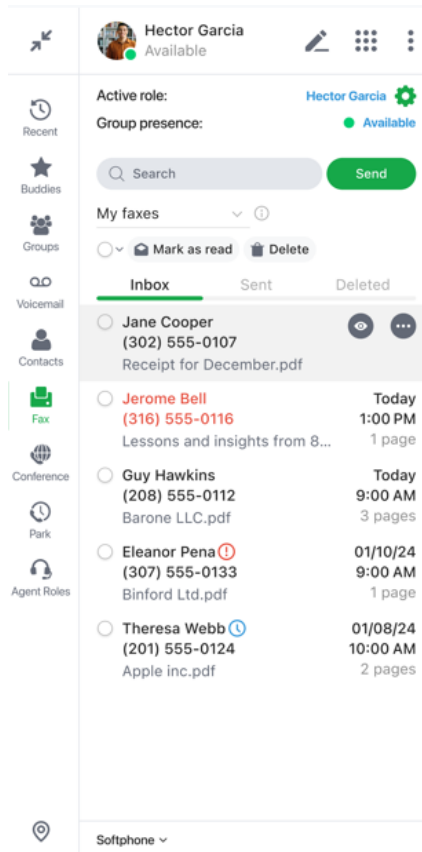 Hector Garcia
Available
Recent
Buddies
Groups
Voicemail
Contacts
Fax
Conference
Park
Agent Roles
Active role: Hector Garcia
Group presence: Available
Search Send
My faxes
Mark as read Delete
Inbox Sent Deleted
Jane Cooper
(302) 555-0107
Receipt for December.pdf
Jerome Bell Today
(316) 555-0116 1:00 PM
Lessons and insights from 8... 1 page
Guy Hawkins Today
(208) 555-0112 9:00 AM
Barone LLC.pdf 3 pages
Eleanor Pena 01/10/24
(307) 555-0133 9:00 AM
Binford Ltd.pdf 1 page
Theresa Webb 01/08/24
(201) 555-0124 10:00 AM
Apple inc.pdf 2 pages
Softphone